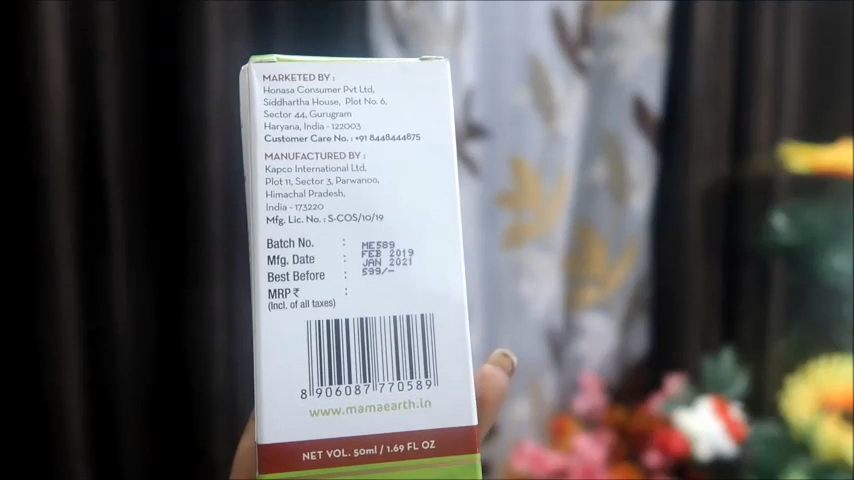 MARKETED BY :
Honasa Consumer Pvt Ltd,
Siddhartha House, Plot No. 6,
Sector 44, Gurugram
Haryana, India - 122003
Customer Care No. : +91 8448444875
MANUFACTURED BY :
Kapco International Ltd,
Plot 11, Sector 3, Parwanoo,
Himachal Pradesh,
India - 173220
Mfg. Lic. No. : S-COS/10/19
Batch No. : ME589
Mfg. Date : FEB 2019
Best Before : JAN 2021
MRP ₹ : 599/-
(Incl. of all taxes)
8 906087 770589
www.mamaearth.in
NET VOL. 50ml / 1.69 FL OZ